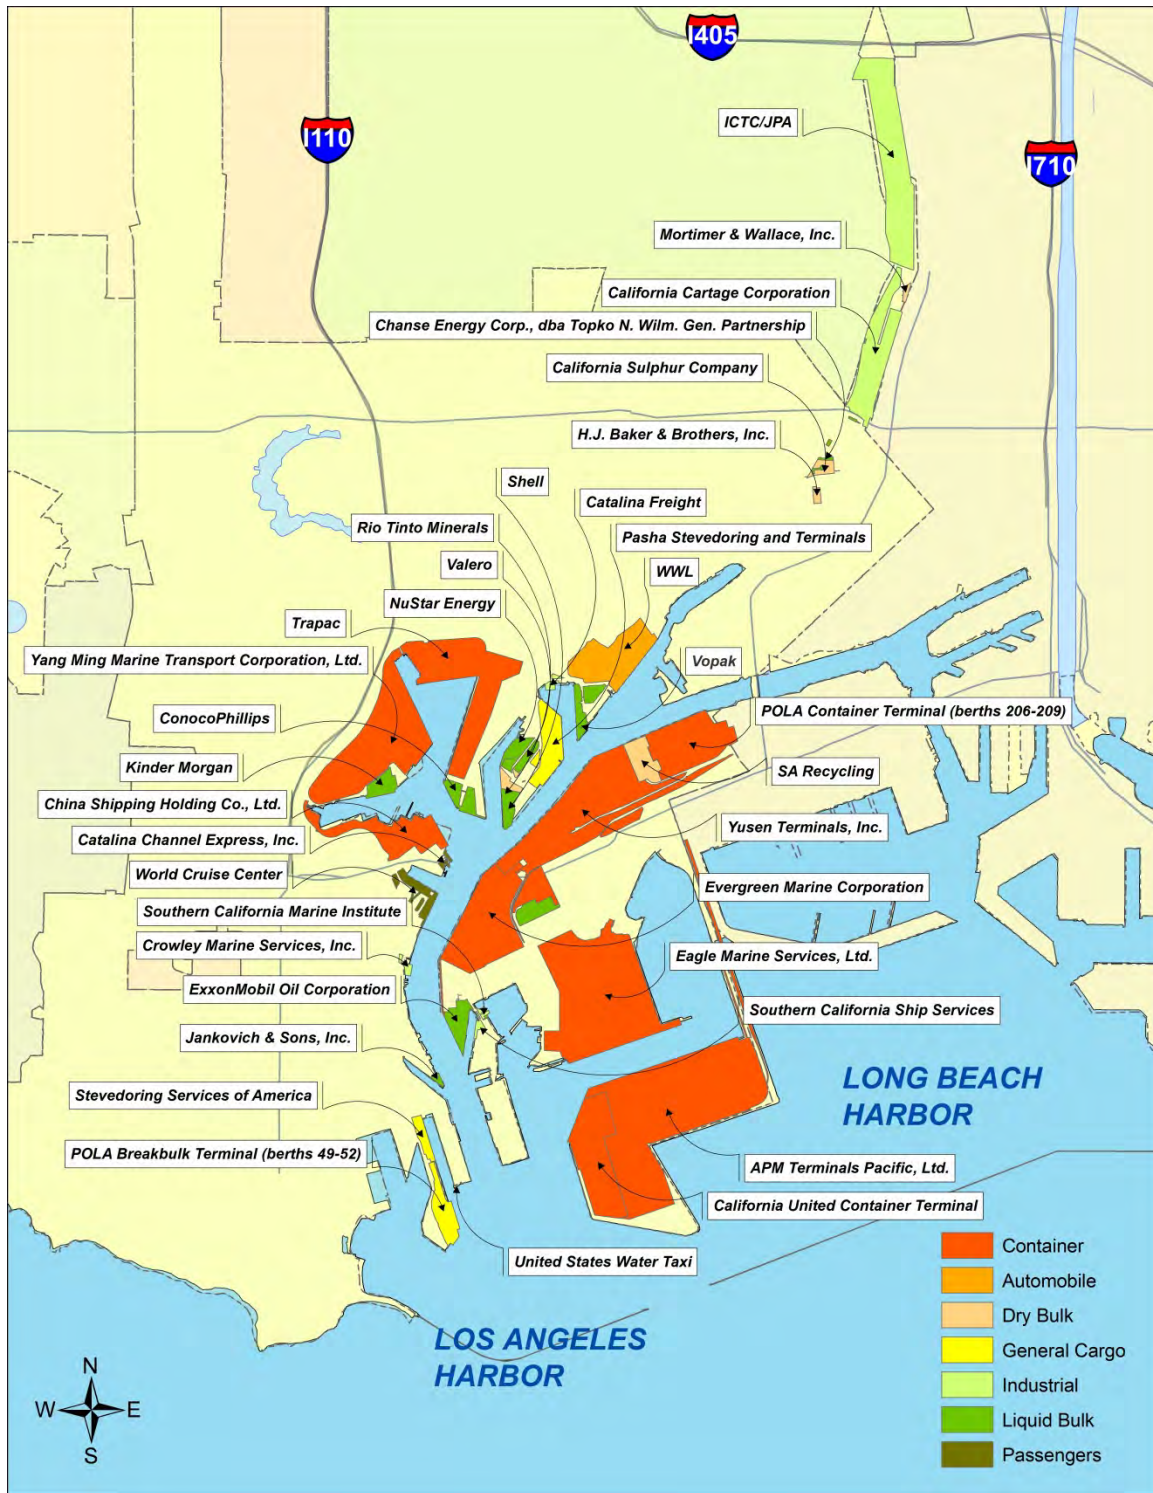 I405
I110
ICTC/JPA
I710
Mortimer & Wallace, Inc.
California Cartage Corporation
Chanse Energy Corp., dba Topko N. Wilm. Gen. Partnership
California Sulphur Company
H.J. Baker & Brothers, Inc.
Shell
Catalina Freight
Rio Tinto Minerals
Pasha Stevedoring and Terminals
Valero
WWL
NuStar Energy
Trapac
Yang Ming Marine Transport Corporation, Ltd.
Vopak
POLA Container Terminal (berths 206-209)
ConocoPhillips
Kinder Morgan
SA Recycling
China Shipping Holding Co., Ltd.
Yusen Terminals, Inc.
Catalina Channel Express, Inc.
World Cruise Center
Evergreen Marine Corporation
Southern California Marine Institute
Crowley Marine Services, Inc.
Eagle Marine Services, Ltd.
ExxonMobil Oil Corporation
Southern California Ship Services
Jankovich & Sons, Inc.
LONG BEACH
HARBOR
Stevedoring Services of America
POLA Breakbulk Terminal (berths 49-52)
APM Terminals Pacific, Ltd.
California United Container Terminal
United States Water Taxi
LOS ANGELES
HARBOR
Container
Automobile
Dry Bulk
General Cargo
Industrial
Liquid Bulk
Passengers
N
W
E
S